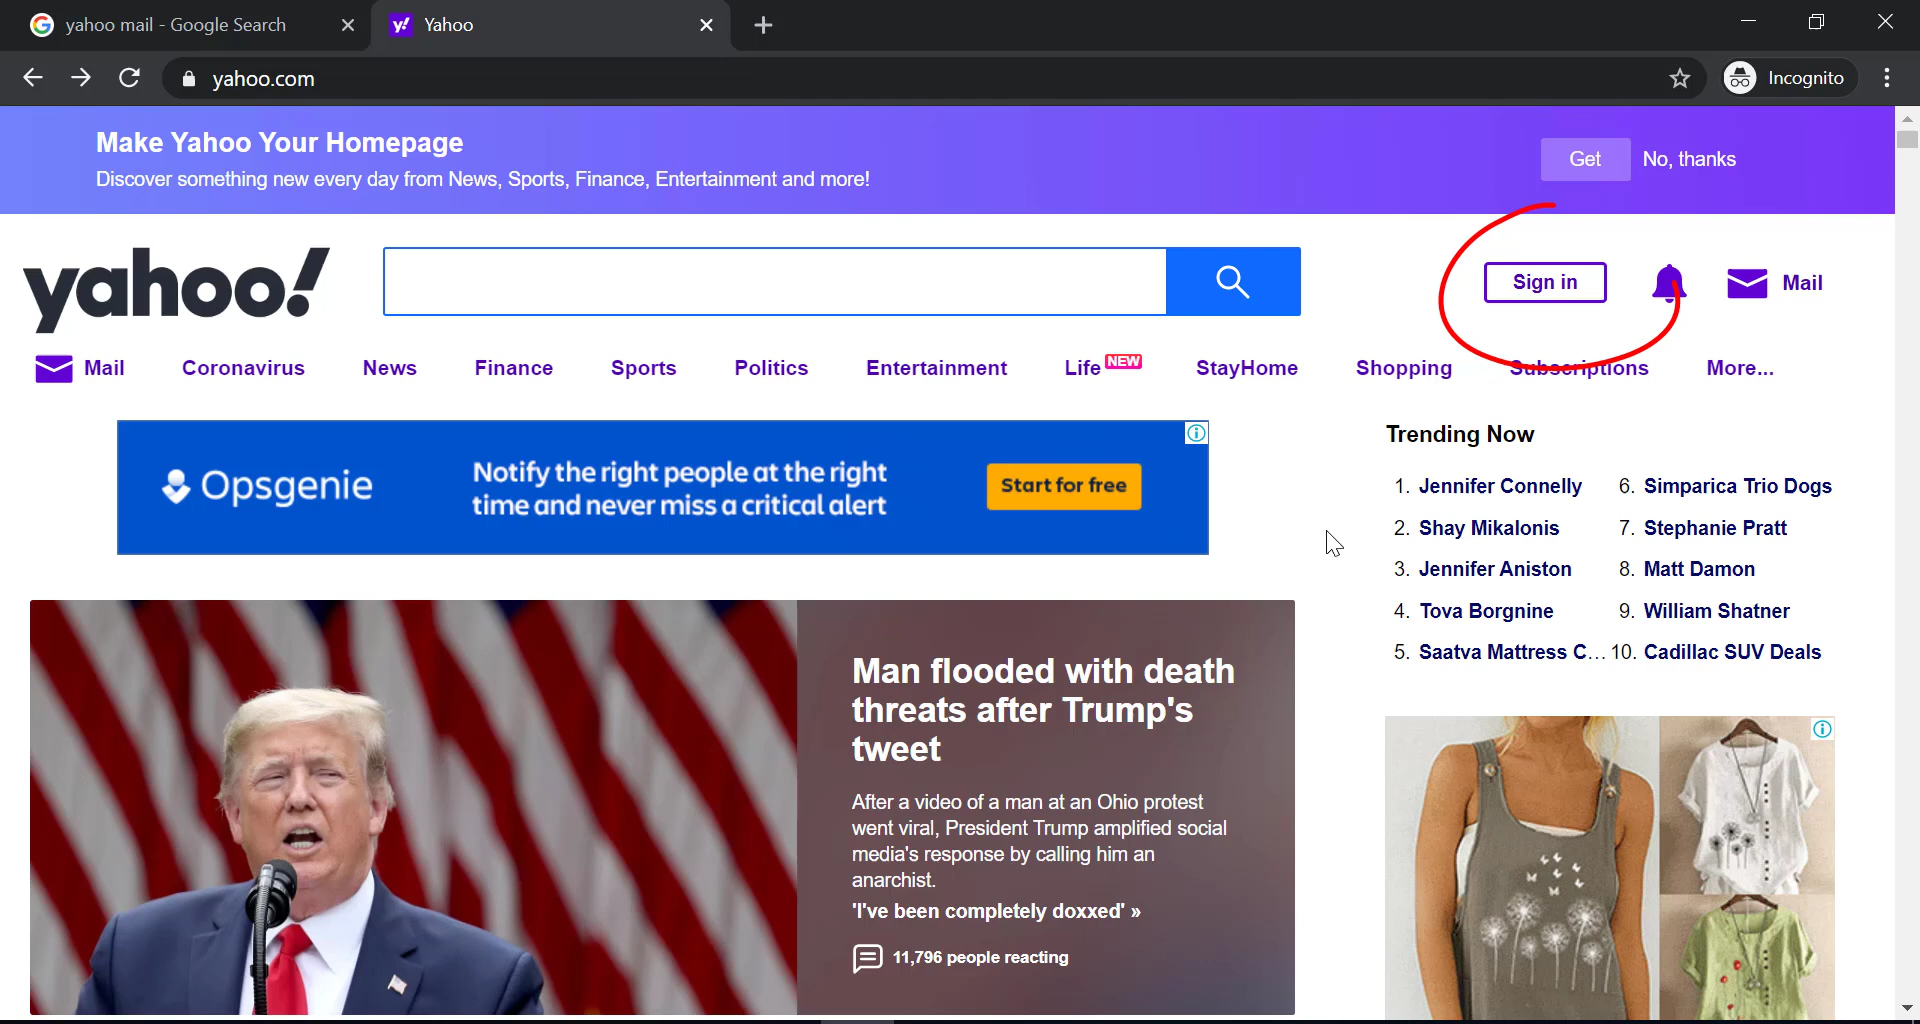 yahoo mail - Google Search
Yahoo
yahoo.com
Incognito
Make Yahoo Your Homepage
Discover something new every day from News, Sports, Finance, Entertainment and more!
Get
No, thanks
yahoo!
Sign in
Mail
Mail
Coronavirus
News
Finance
Sports
Politics
Entertainment
Life NEW
StayHome
Shopping
Subscriptions
More...
Opsgenie
Notify the right people at the right
time and never miss a critical alert
Start for free
Trending Now
1. Jennifer Connelly
2. Shay Mikalonis
3. Jennifer Aniston
4. Tova Borgnine
5. Saatva Mattress C...
6. Simparica Trio Dogs
7. Stephanie Pratt
8. Matt Damon
9. William Shatner
10. Cadillac SUV Deals
Man flooded with death
threats after Trump's
tweet
After a video of a man at an Ohio protest
went viral, President Trump amplified social
media's response by calling him an
anarchist.
'I've been completely doxxed' »
11,796 people reacting